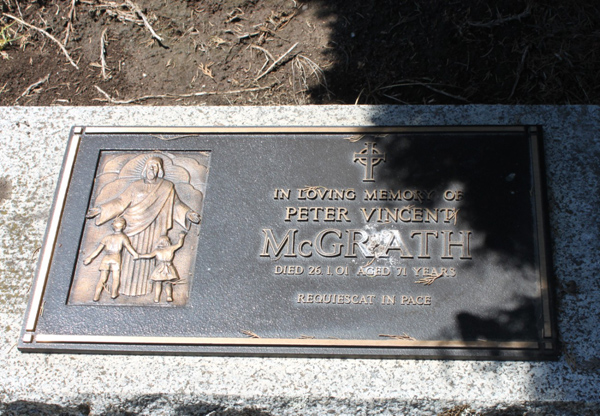 IN LOVING MEMORY OF
PETER VINCENT
McGRATH
DIED 26.1.01 AGED 71 YEARS
REQUIESCAT IN PACE